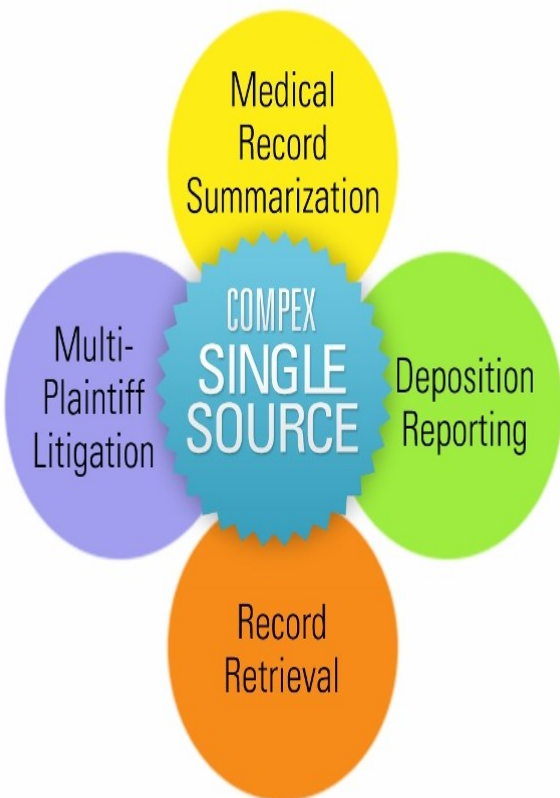 Medical
Record
Summarization
COMPEX
SINGLE
SOURCE
Multi-
Plaintiff
Litigation
Deposition
Reporting
Record
Retrieval